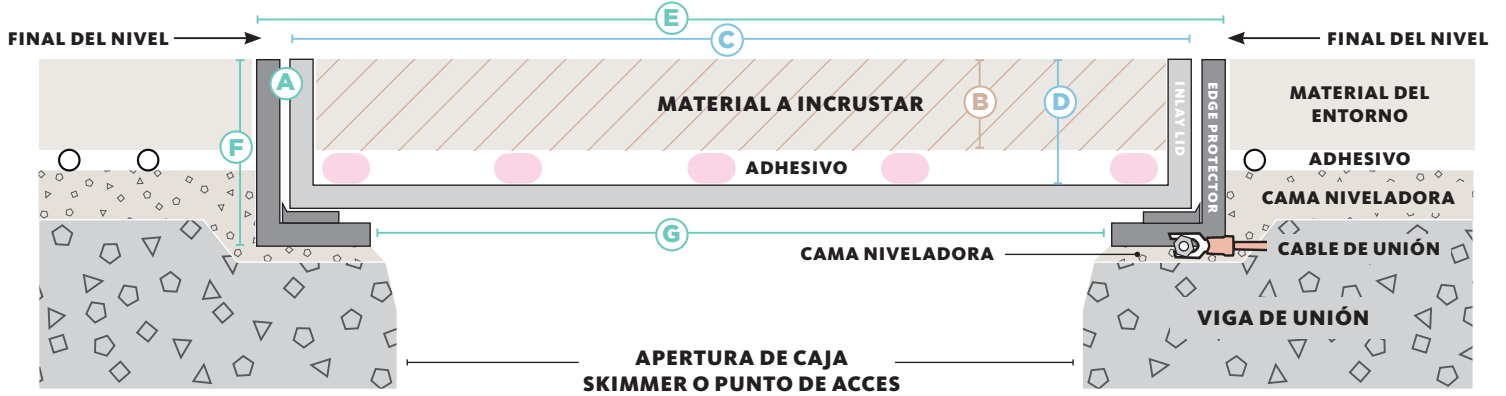 E
FINAL DEL NIVEL
C
FINAL DEL NIVEL
A
MATERIAL A INCRUSTAR
B
D
INLAY LID
EDGE PROTECTOR
MATERIAL DEL
ENTORNO
F
ADHESIVO
ADHESIVO
CAMA NIVELADORA
G
CAMA NIVELADORA
CABLE DE UNIÓN
VIGA DE UNIÓN
APERTURA DE CAJA
SKIMMER O PUNTO DE ACCES